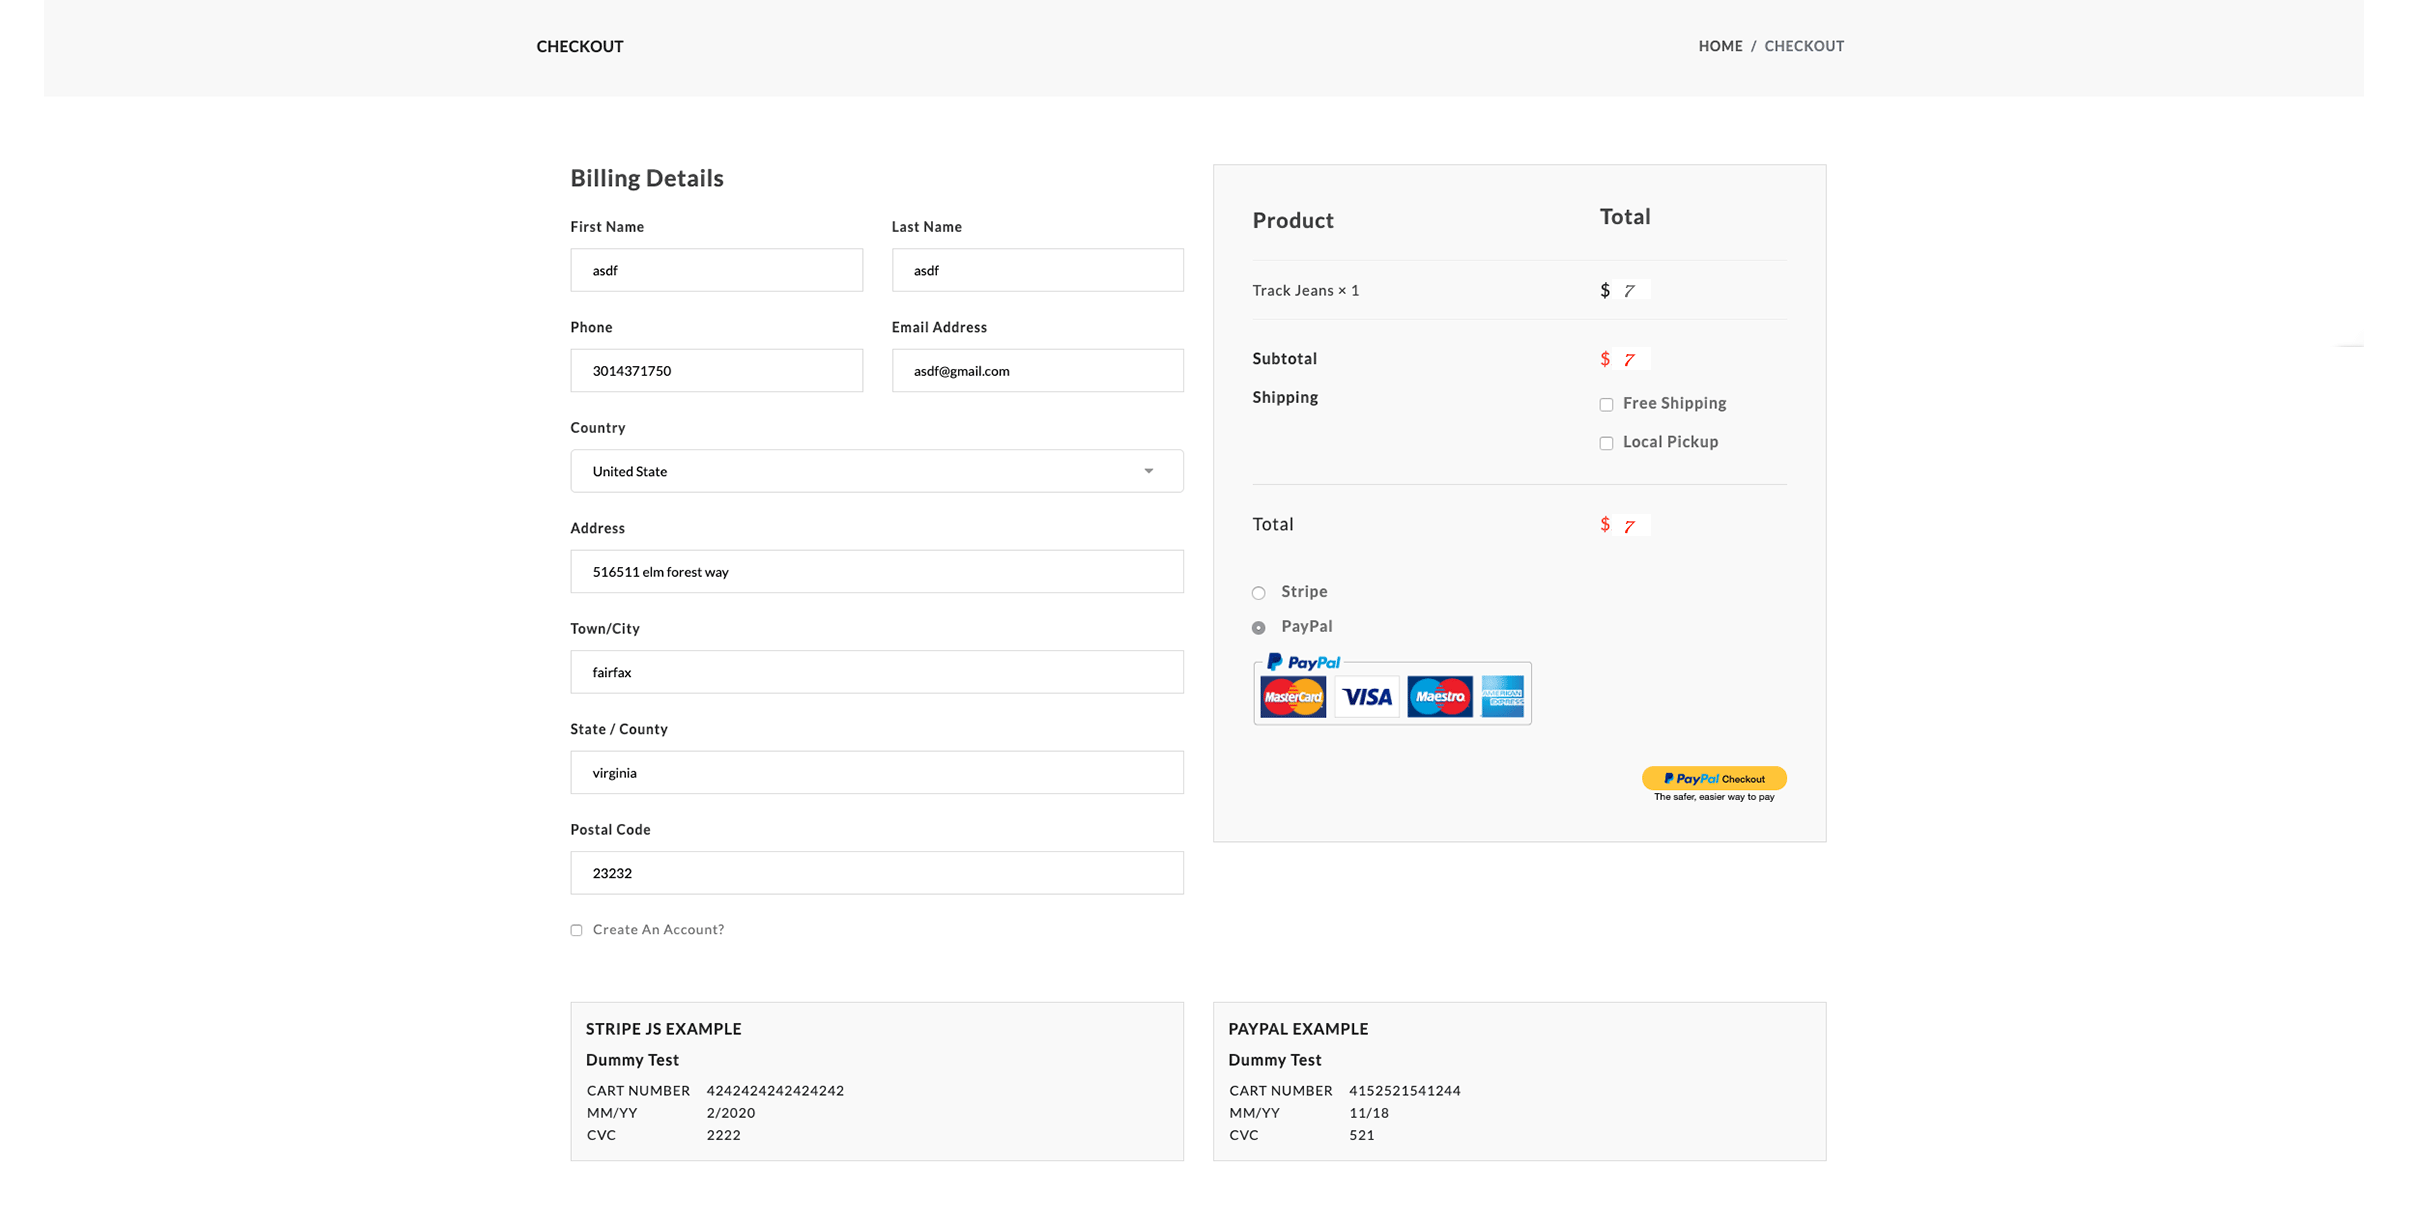 CHECKOUT
HOME / CHECKOUT
Billing Details
First Name
Last Name
asdf
asdf
Phone
Email Address
3014371750
asdf@gmail.com
Country
United State
Address
516511 elm forest way
Town/City
fairfax
State / County
virginia
Postal Code
23232
Create An Account?
Product
Total
Track Jeans × 1
$ 7
Subtotal
$ 7
Shipping
Free Shipping
Local Pickup
Total
$ 7
Stripe
PayPal
PayPal
MasterCard
VISA
Maestro
AMERICAN EXPRESS
PayPal Checkout
The safer, easier way to pay
STRIPE JS EXAMPLE
Dummy Test
CART NUMBER 4242424242424242
MM/YY 2/2020
CVC 2222
PAYPAL EXAMPLE
Dummy Test
CART NUMBER 4152521541244
MM/YY 11/18
CVC 521